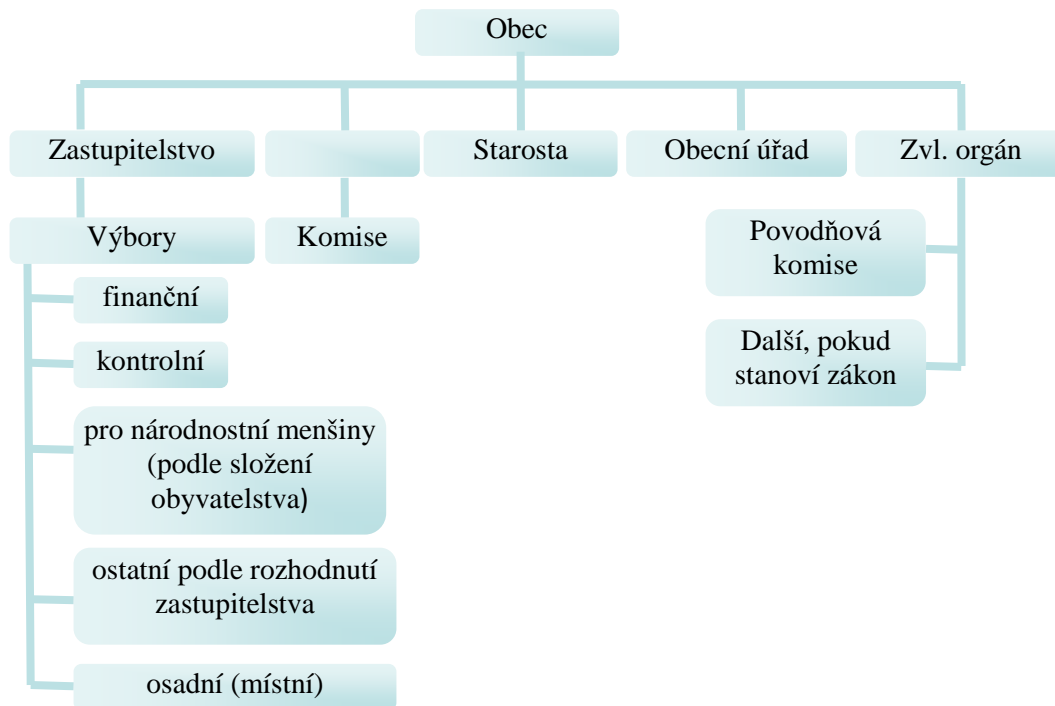 Obec
Zastupitelstvo
Starosta
Obecní úřad
Zvl. orgán
Výbory
Komise
Povodňová
komise
finanční
kontrolní
Další, pokud
stanoví zákon
pro národnostní menšiny
(podle složení
obyvatelstva)
ostatní podle rozhodnutí
zastupitelstva
osadní (místní)